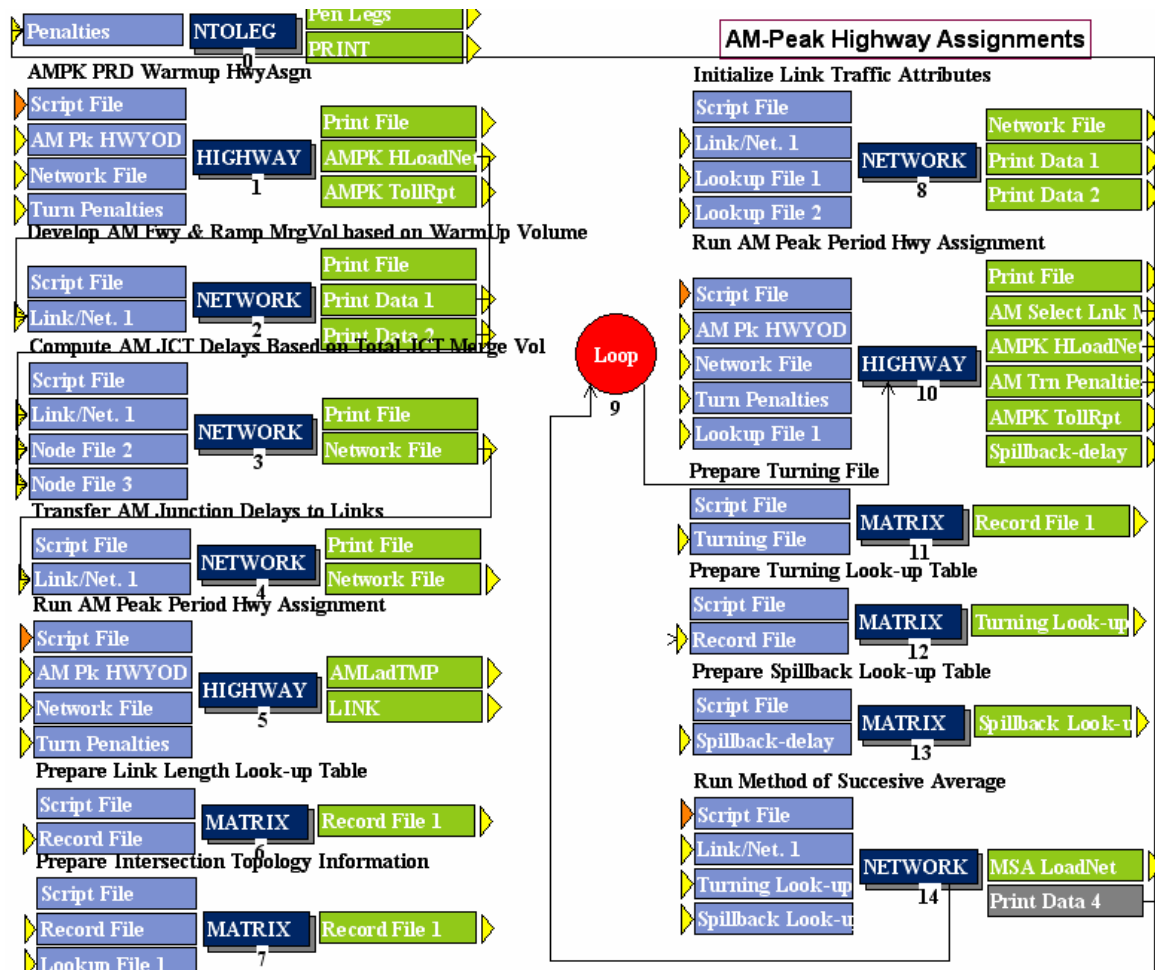 Penalties
NTOLEG
0
Pen Legs
PRINT
AMPK PRD Warmup HwyAsgn
Script File
AM Pk HWYOD
Network File
Turn Penalties
HIGHWAY
1
Print File
AMPK HLoadNet
AMPK TollRpt
Develop AM Fwy & Ramp MrgVol based on WarmUp Volume
Script File
Link/Net. 1
NETWORK
2
Print File
Print Data 1
Print Data 2
Compute AM JCT Delays Based on Total JCT Merge Vol
Script File
Link/Net. 1
Node File 2
Node File 3
NETWORK
3
Print File
Network File
Transfer AM Junction Delays to Links
Script File
Link/Net. 1
NETWORK
4
Print File
Network File
Run AM Peak Period Hwy Assignment
Script File
AM Pk HWYOD
Network File
Turn Penalties
HIGHWAY
5
AMLadTMP
LINK
Prepare Link Length Look-up Table
Script File
Record File
MATRIX
6
Record File 1
Prepare Intersection Topology Information
Script File
Record File
Lookup File 1
MATRIX
7
Record File 1
AM-Peak Highway Assignments
Initialize Link Traffic Attributes
Script File
Link/Net. 1
Lookup File 1
Lookup File 2
NETWORK
8
Network File
Print Data 1
Print Data 2
Loop
9
Run AM Peak Period Hwy Assignment
Script File
AM Pk HWYOD
Network File
Turn Penalties
Lookup File 1
HIGHWAY
10
Print File
AM Select Lnk M
AMPK HLoadNet
AM Trn Penaltie
AMPK TollRpt
Spillback-delay
Prepare Turning File
Script File
Turning File
MATRIX
11
Record File 1
Prepare Turning Look-up Table
Script File
Record File
MATRIX
12
Turning Look-up
Prepare Spillback Look-up Table
Script File
Spillback-delay
MATRIX
13
Spillback Look-u
Run Method of Succesive Average
Script File
Link/Net. 1
Turning Look-up
Spillback Look-u
NETWORK
14
MSA LoadNet
Print Data 4